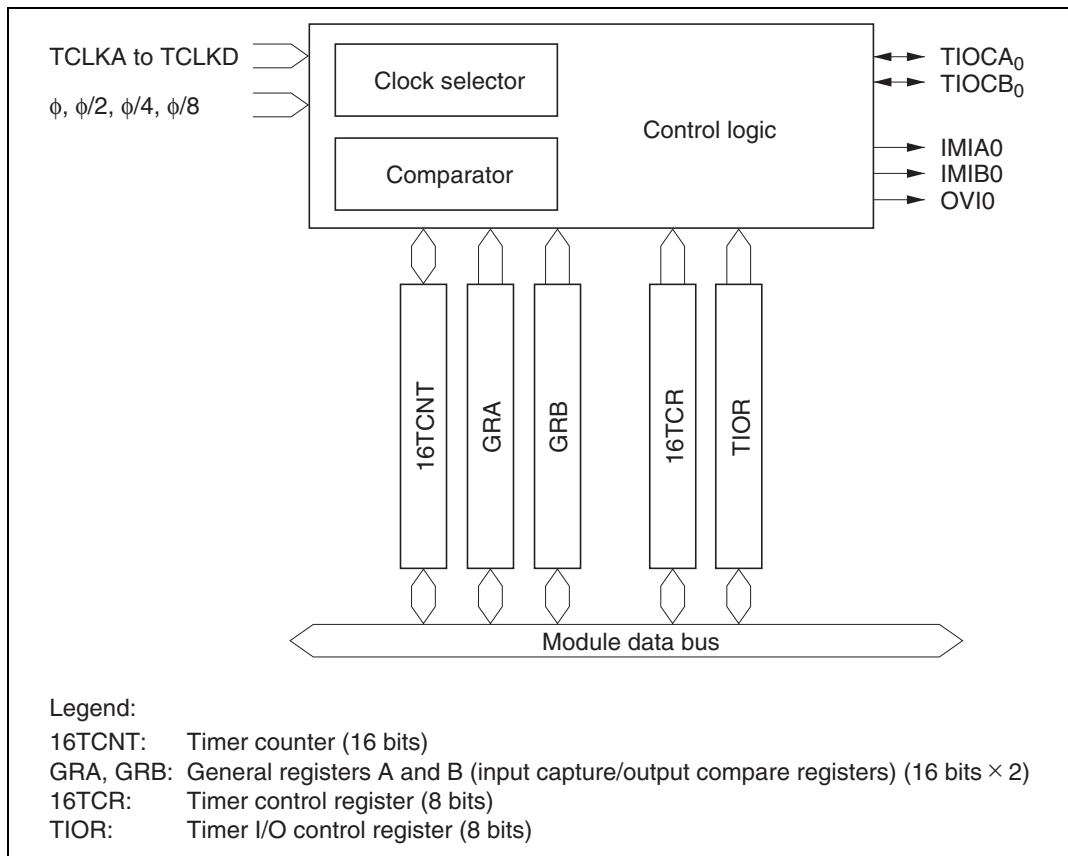 TCLKA to TCLKD
ϕ, ϕ/2, ϕ/4, ϕ/8
Clock selector
Comparator
Control logic
TIOCA₀
TIOCB₀
IMIA0
IMIB0
OVI0
16TCNT
GRA
GRB
16TCR
TIOR
Module data bus
Legend:
16TCNT: Timer counter (16 bits)
GRA, GRB: General registers A and B (input capture/output compare registers) (16 bits × 2)
16TCR: Timer control register (8 bits)
TIOR: Timer I/O control register (8 bits)